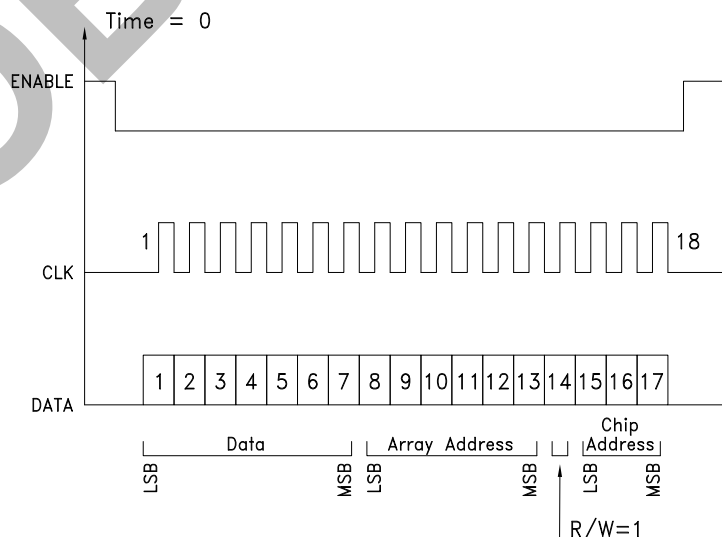 Time = 0
ENABLE
1
18
CLK
1 2 3 4 5 6 7 8 9 10 11 12 13 14 15 16 17
DATA
Data
Array Address
Chip
Address
LSB
MSB
LSB
MSB
LSB
MSB
R/W=1